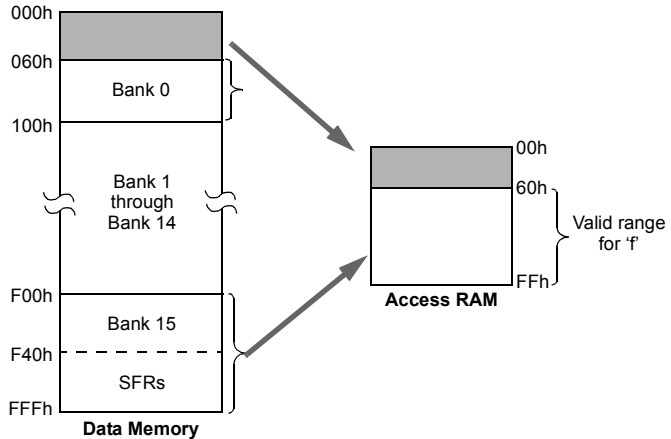 000h
060h
Bank 0
100h
Bank 1
through
Bank 14
F00h
Bank 15
F40h
SFRs
FFFh
Data Memory
00h
60h
Valid range
for ‘f’
FFh
Access RAM